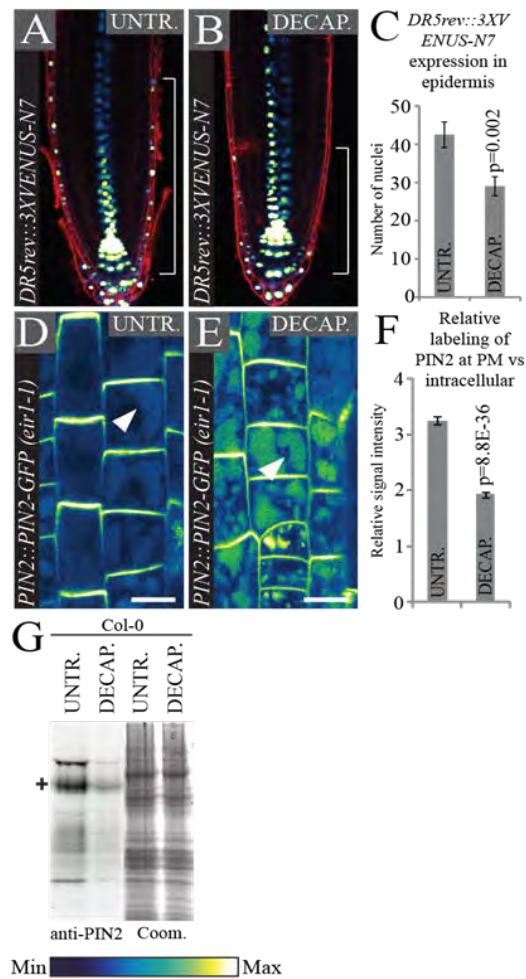 A UNTR.
DR5rev::3XVENUS-N7
B DECAP.
DR5rev::3XVENUS-N7
C DR5rev::3XV
ENUS-N7
expression in
epidermis
Number of nuclei
50
40
30
20
10
0
UNTR.
DECAP.
p=0.002
D UNTR.
PIN2::PIN2-GFP (eir1-1)
E DECAP.
PIN2::PIN2-GFP (eir1-1)
F Relative
labeling of
PIN2 at PM vs
intracellular
Relative signal intensity
4
3
2
1
0
UNTR.
DECAP.
p=8.8E-36
G Col-0
UNTR.
DECAP.
UNTR.
DECAP.
+
anti-PIN2 Coom.
Min Max